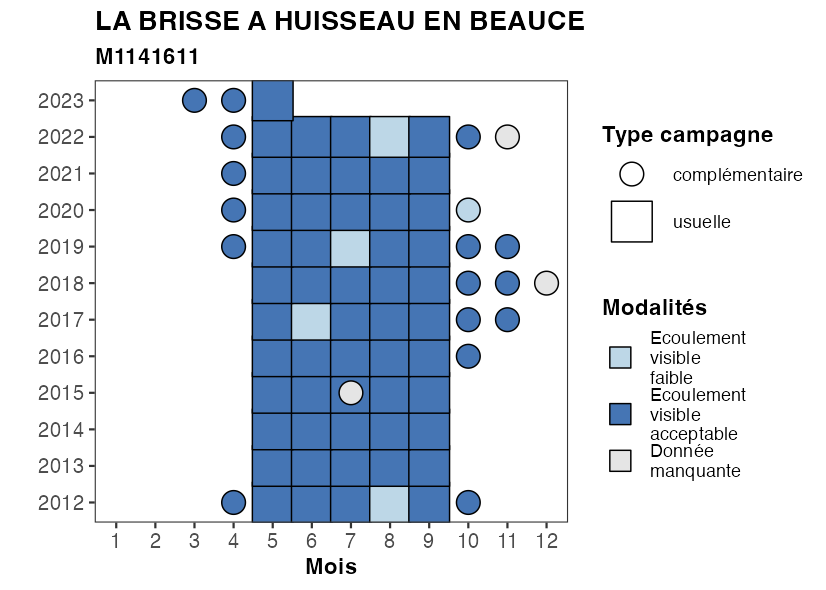 LA BRISSE A HUISSEAU EN BEAUCE
M1141611
2023
2022
2021
2020
2019
2018
2017
2016
2015
2014
2013
2012
1 2 3 4 5 6 7 8 9 10 11 12
Mois
Type campagne
complémentaire
usuelle
Modalités
Ecoulement
visible
faible
Ecoulement
visible
acceptable
Donnée
manquante